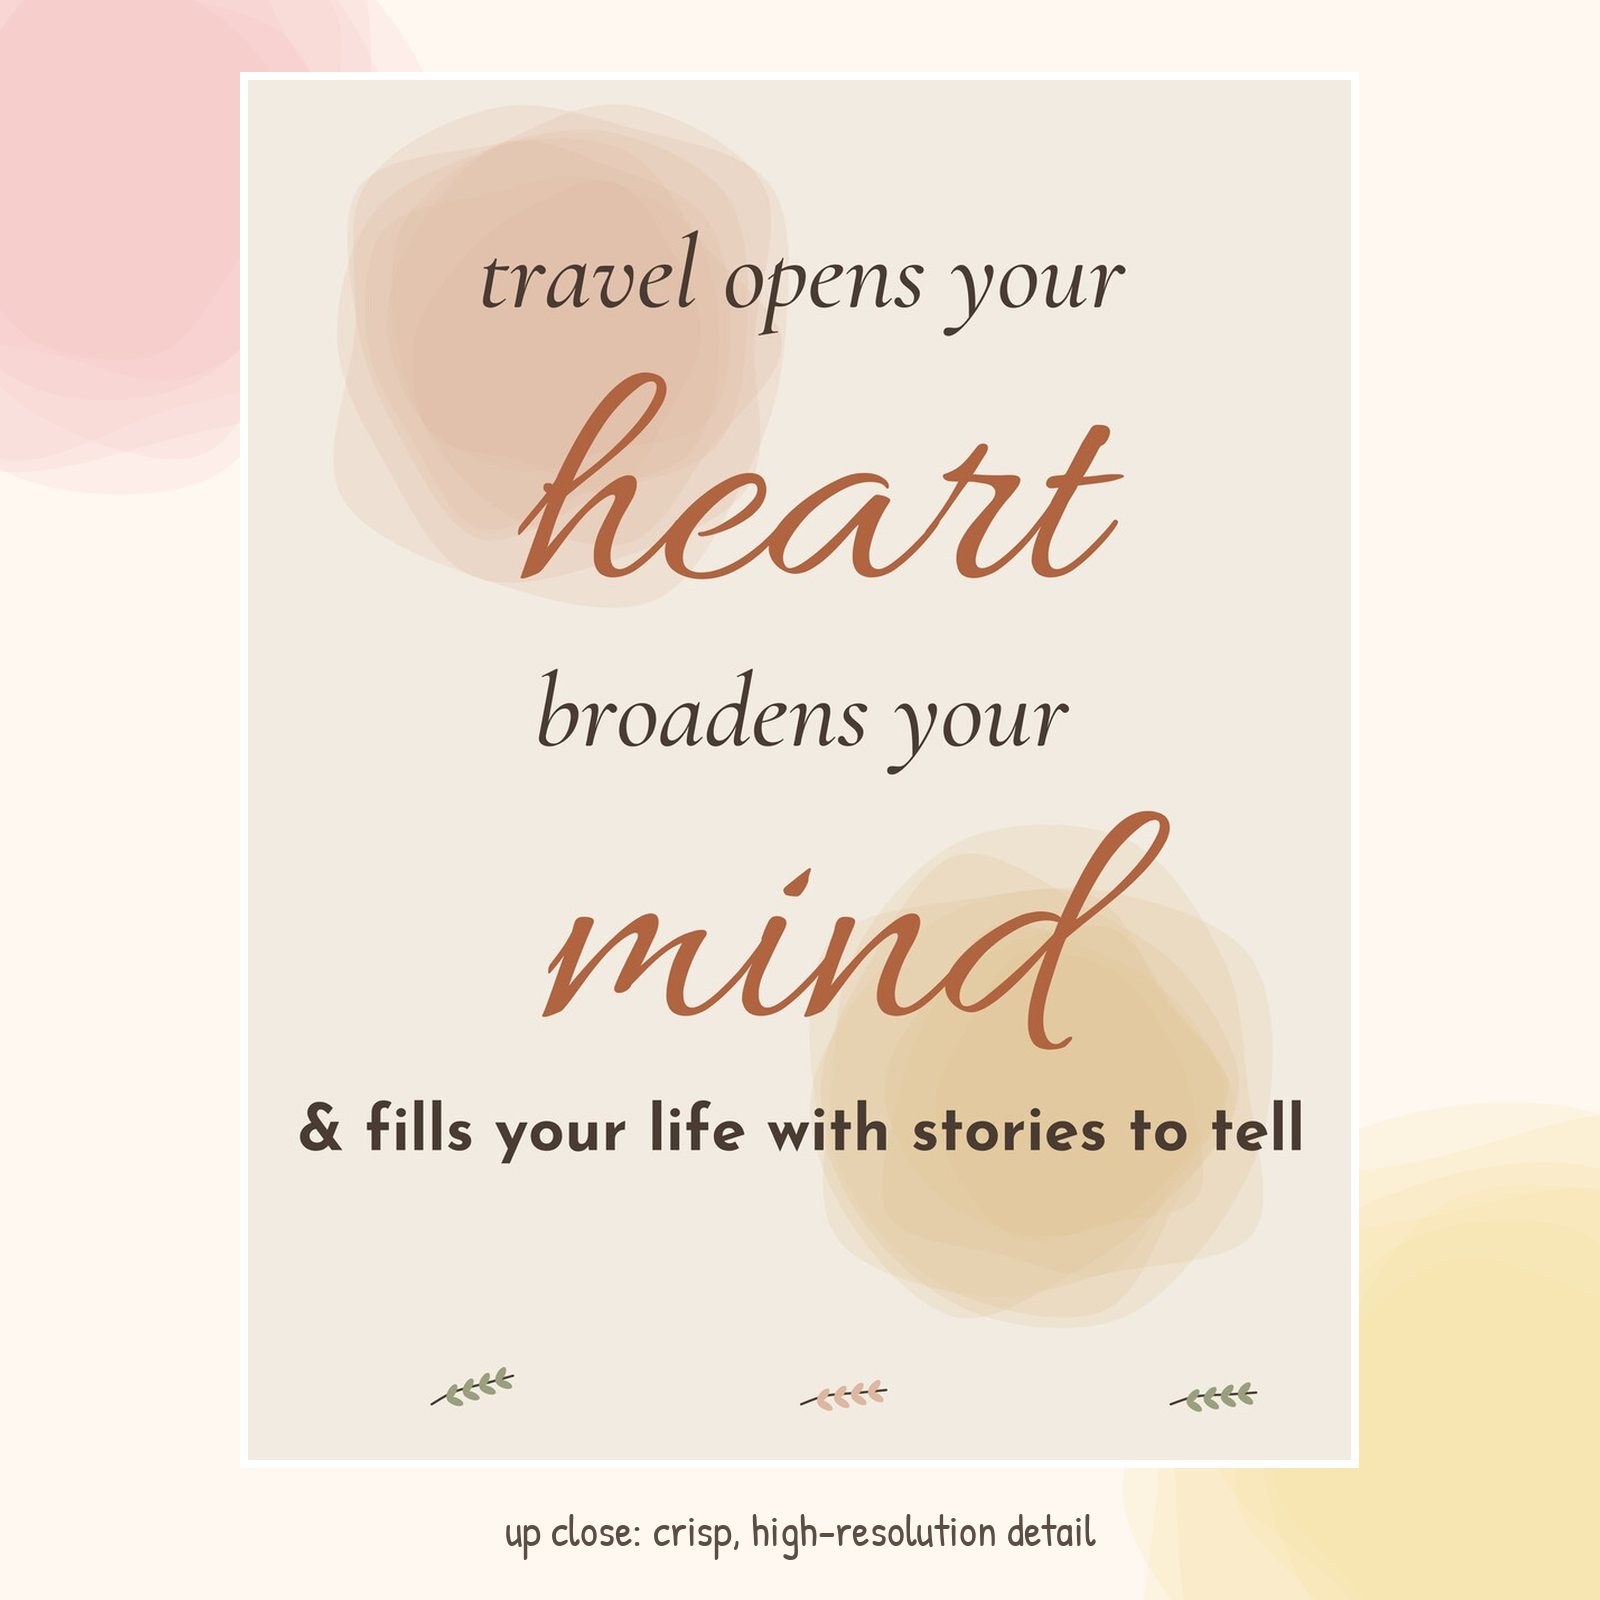 travel opens your
heart
broadens your
mind
& fills your life with stories to tell
up close: crisp, high-resolution detail